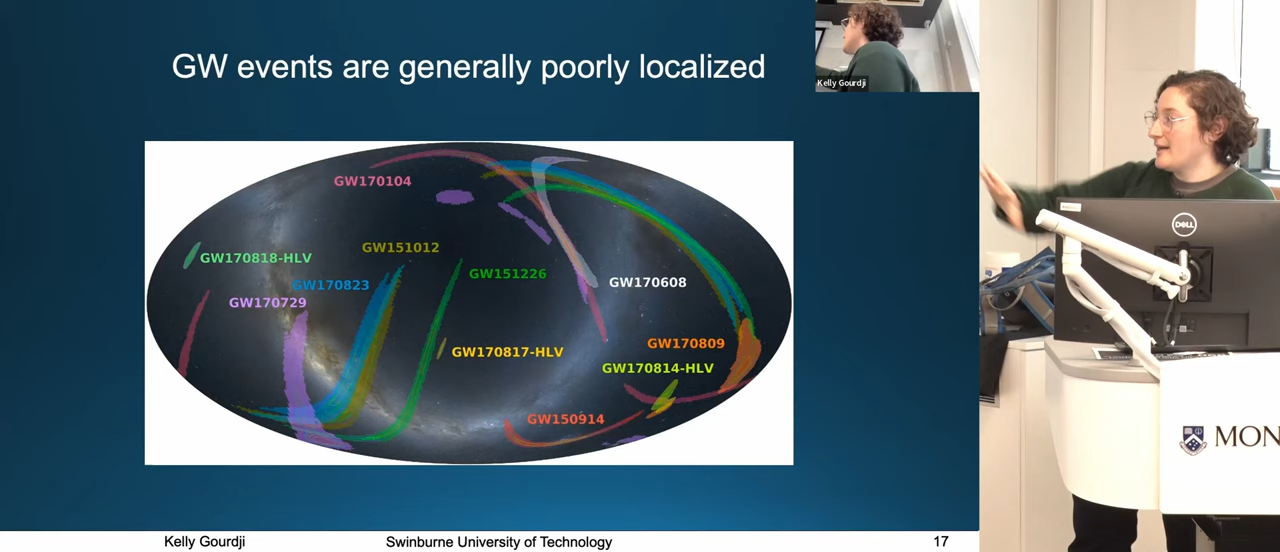 GW events are generally poorly localized
Kelly Gourdji
GW170104
GW170818-HLV
GW151012
GW170823
GW151226
GW170729
GW170608
GW170817-HLV
GW170809
GW170814-HLV
GW150914
DELL
MON
Kelly Gourdji
Swinburne University of Technology
17